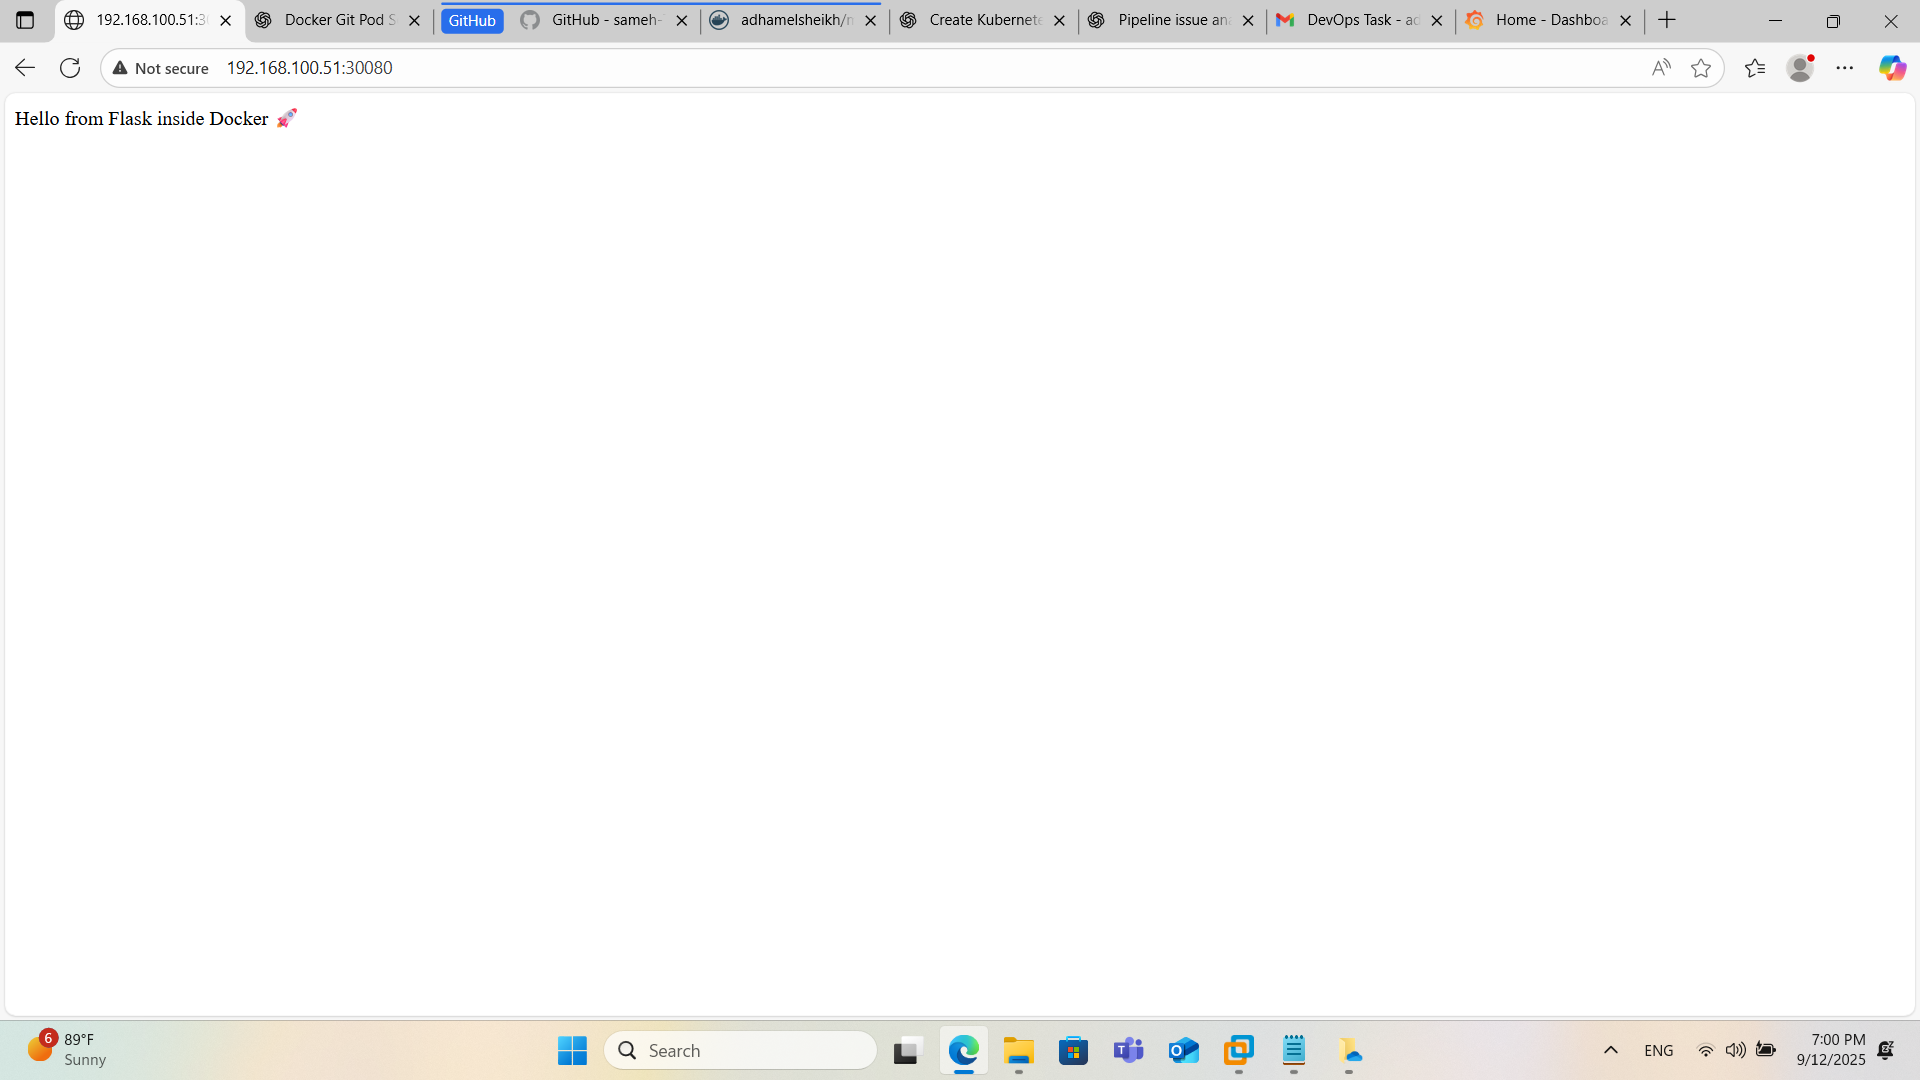 192.168.100.51:3
Docker Git Pod S
GitHub
GitHub - sameh-
adhamelsheikh/
Create Kubernete
Pipeline issue an
DevOps Task - ad
Home - Dashboa
Not secure
192.168.100.51:30080
Hello from Flask inside Docker 🚀
6
89°F
Sunny
Search
ENG
7:00 PM
9/12/2025